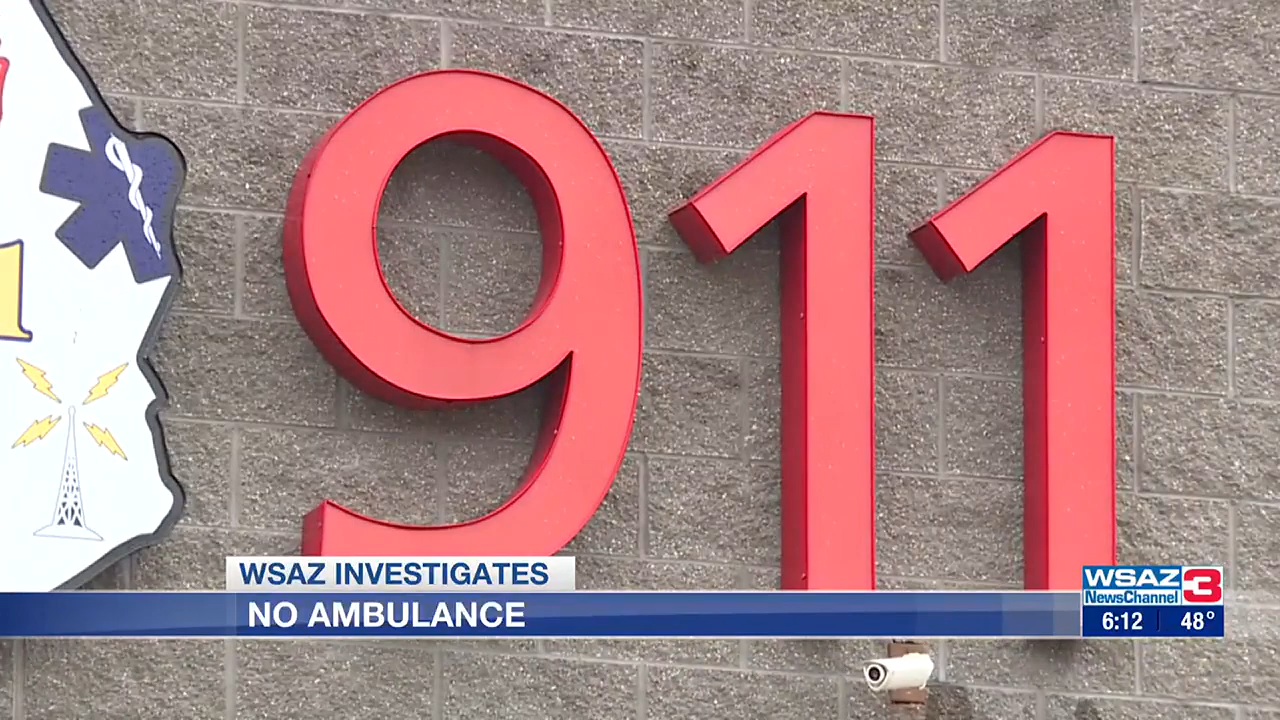 911
WSAZ INVESTIGATES
NO AMBULANCE
WSAZ 3
NewsChannel
6:12 48°